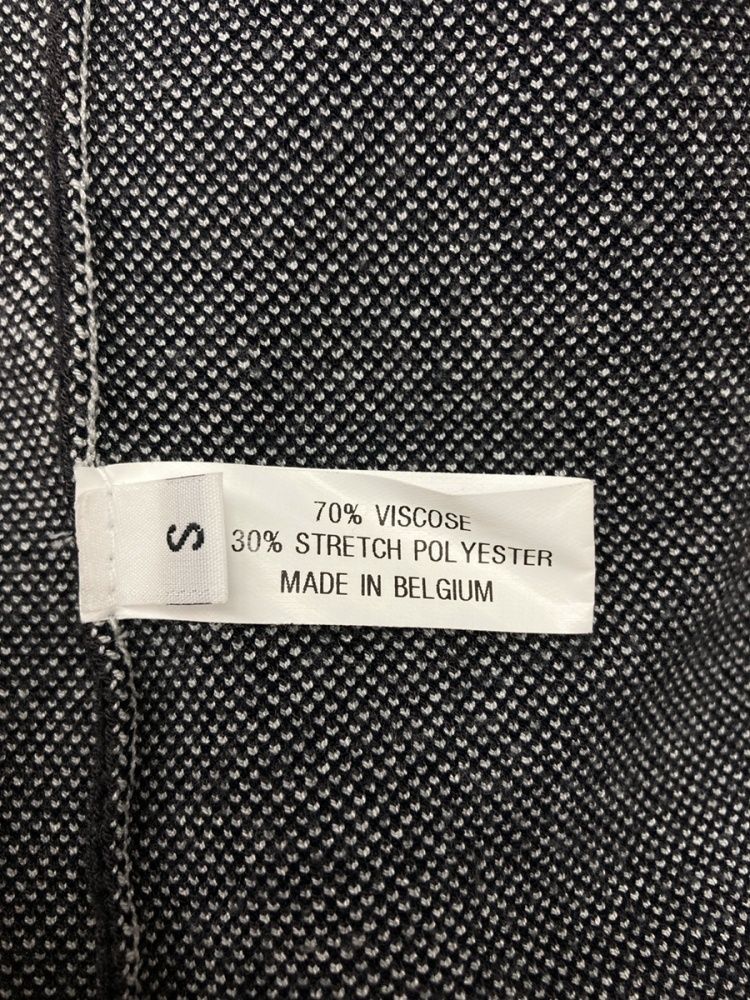 S
70% VISCOSE
30% STRETCH POLYESTER
MADE IN BELGIUM